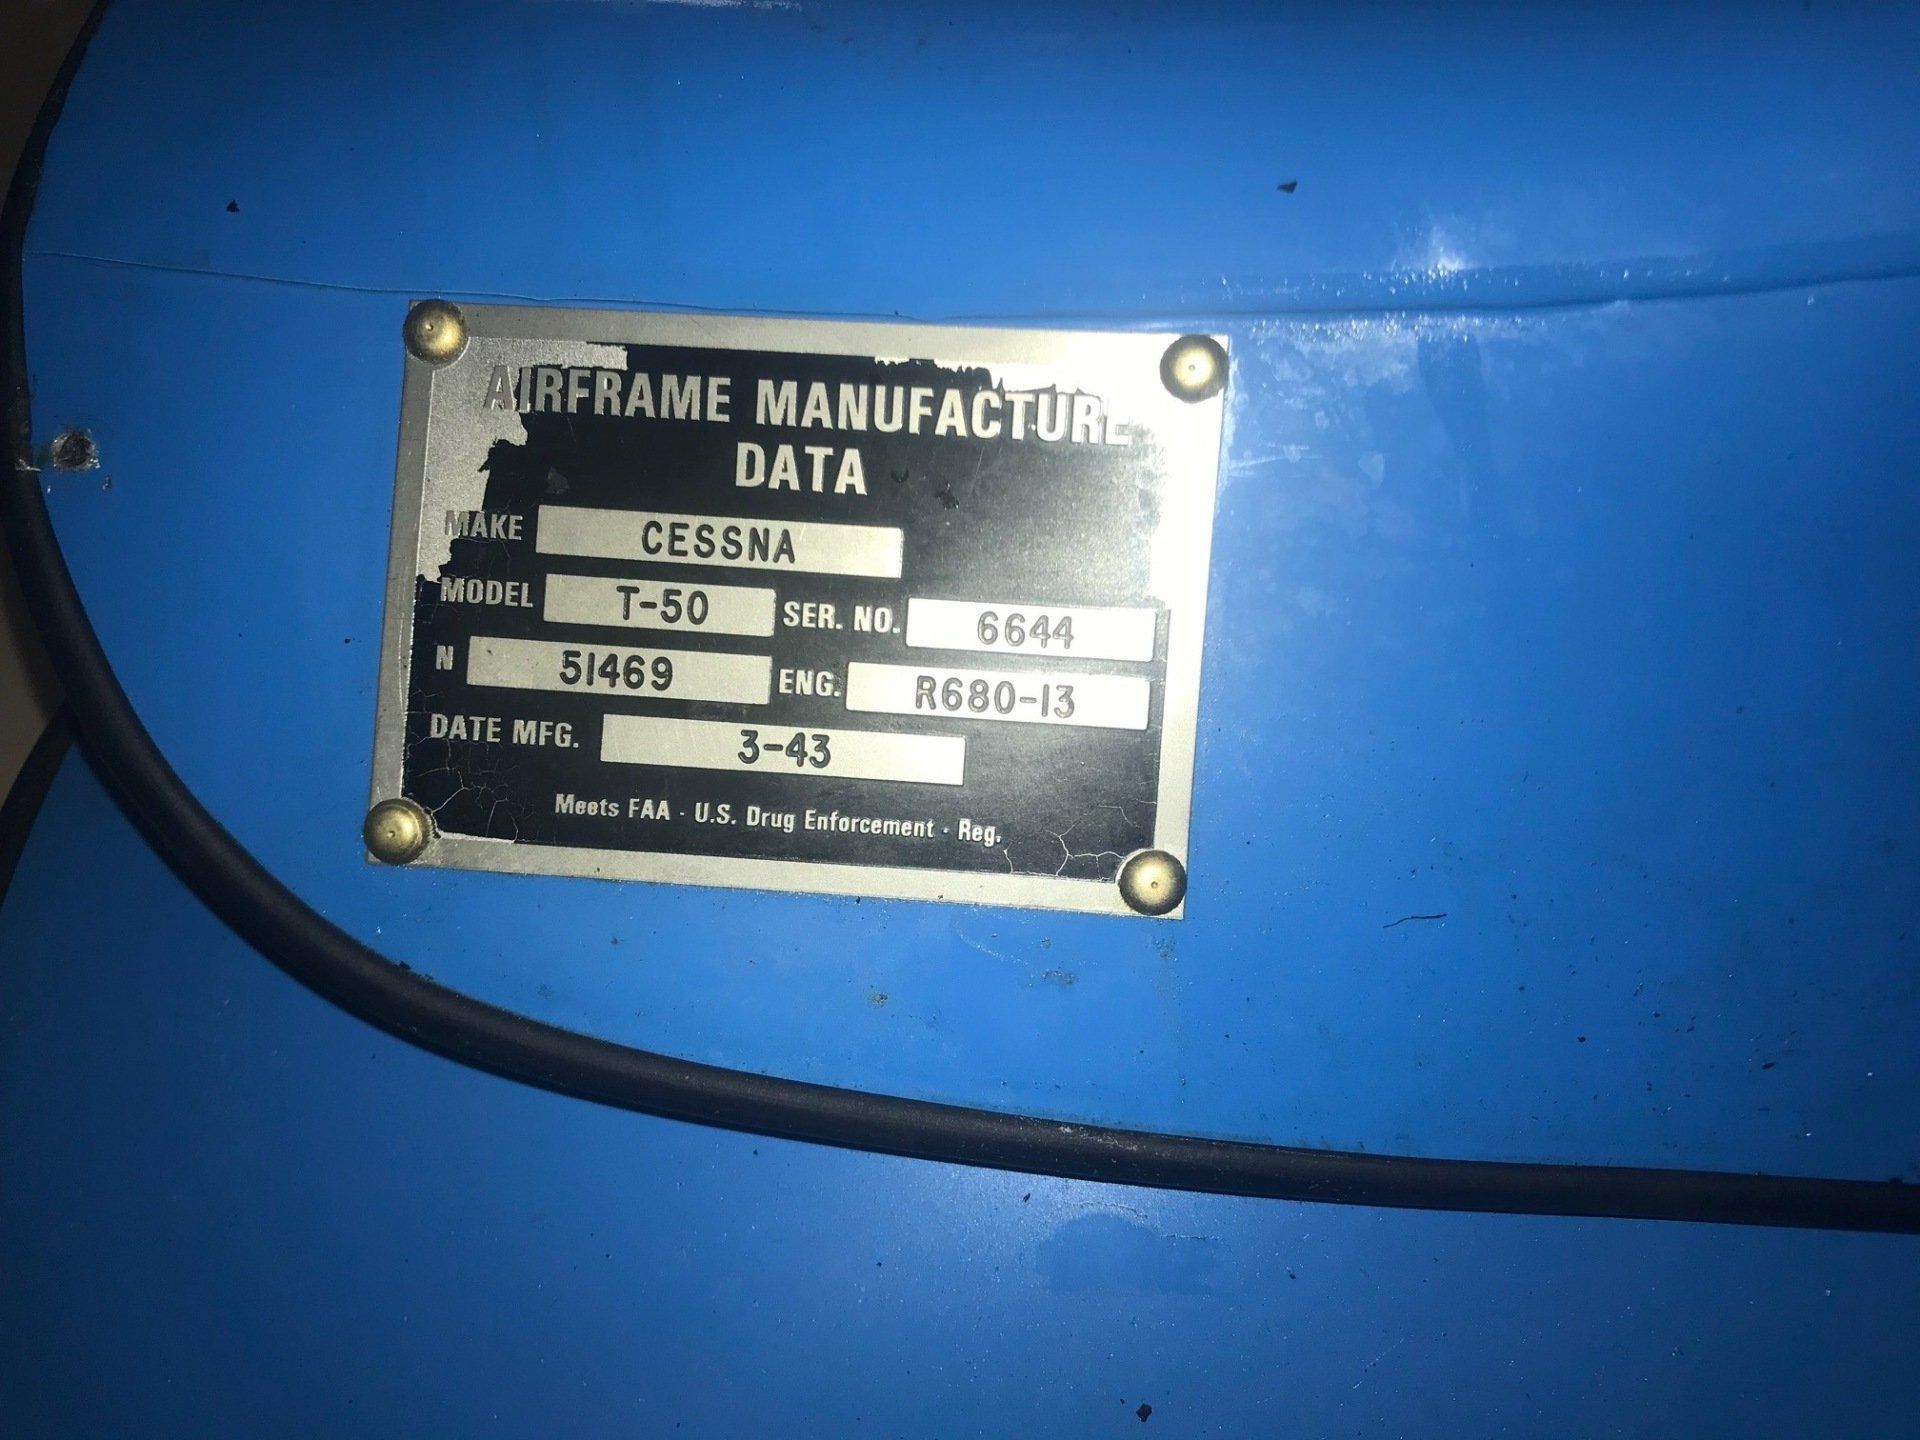 AIRFRAME MANUFACTURE
DATA
MAKE CESSNA
MODEL T-50 SER. NO. 6644
N 51469 ENG. R680-13
DATE MFG. 3-43
Meets FAA - U.S. Drug Enforcement - Reg.